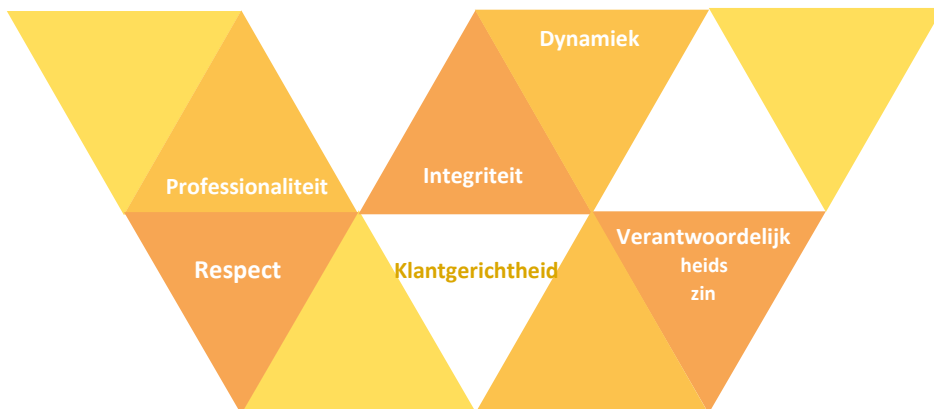 Dynamiek
Professionaliteit
Integriteit
Respect
Klantgerichtheid
Verantwoordelijk
heids
zin